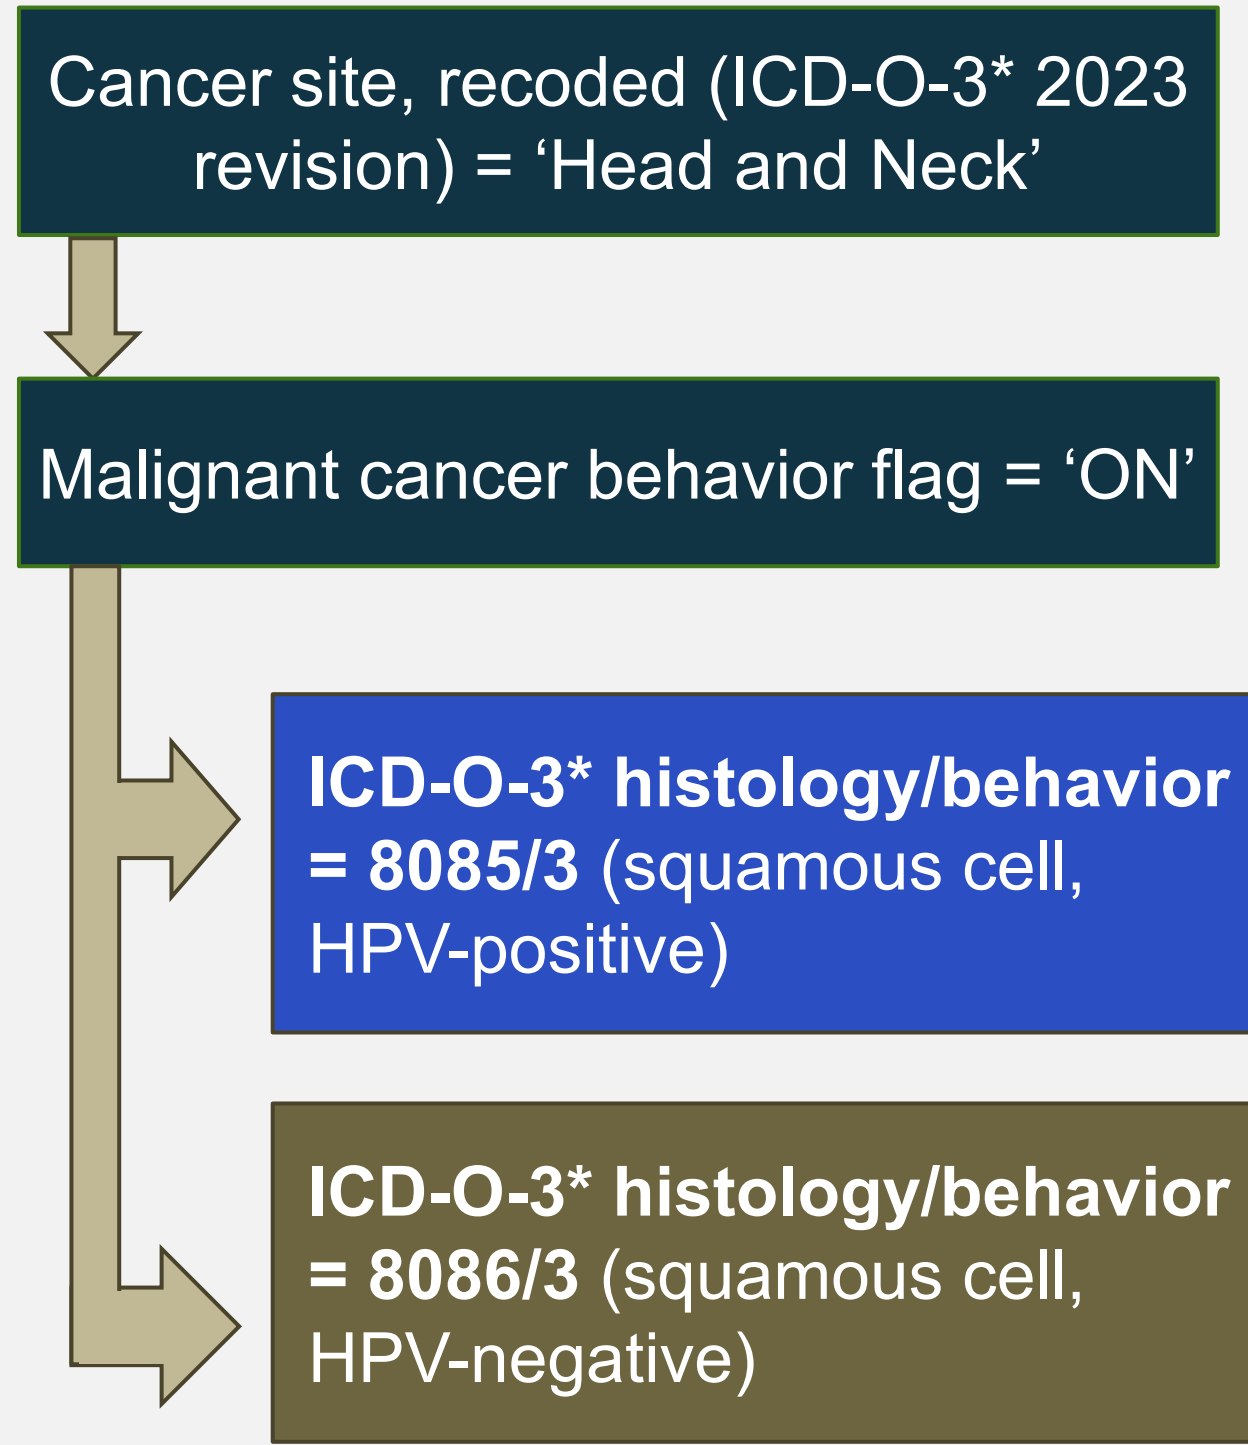 Cancer site, recoded (ICD-O-3* 2023
revision) = ‘Head and Neck’
Malignant cancer behavior flag = ‘ON’
ICD-O-3* histology/behavior
= 8085/3 (squamous cell,
HPV-positive)
ICD-O-3* histology/behavior
= 8086/3 (squamous cell,
HPV-negative)